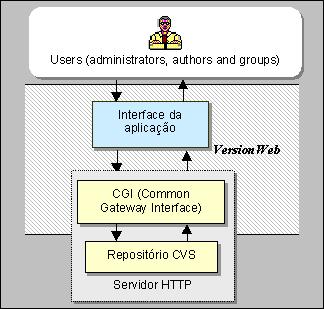 Users (administrators, authors and groups)
Interface da
aplicação
VersionWeb
CGI (Common
Gateway Interface)
Repositório CVS
Servidor HTTP